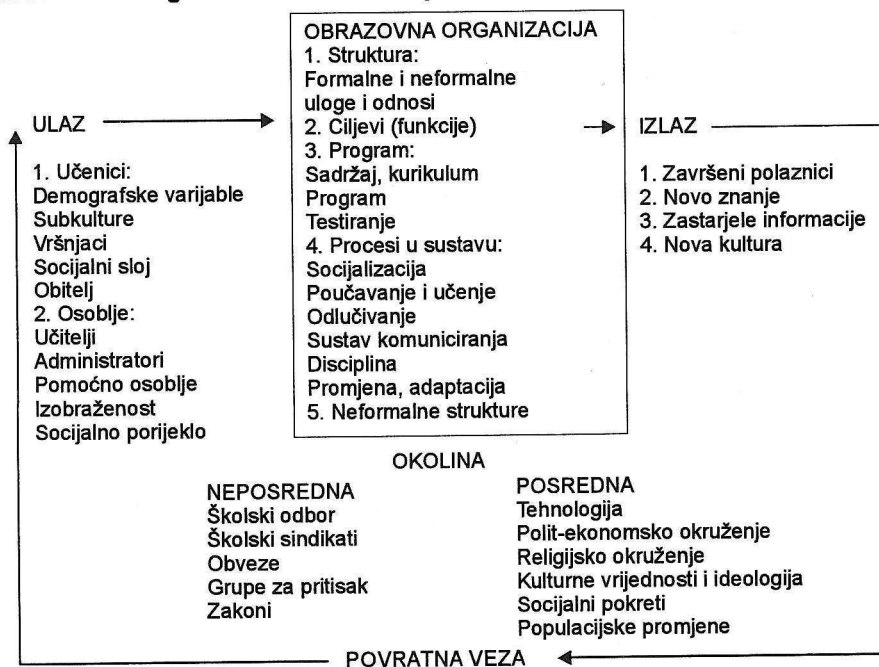 OBRAZOVNA ORGANIZACIJA
1. Struktura:
Formalne i neformalne
uloge i odnosi
2. Ciljevi (funkcije)
3. Program:
Sadržaj, kurikulum
Program
Testiranje
4. Procesi u sustavu:
Socijalizacija
Poučavanje i učenje
Odlučivanje
Sustav komuniciranja
Disciplina
Promjena, adaptacija
5. Neformalne strukture
ULAZ
1. Učenici:
Demografske varijable
Subkulture
Vršnjaci
Socijalni sloj
Obitelj
2. Osoblje:
Učitelji
Administratori
Pomoćno osoblje
Izobraženost
Socijalno porijeklo
IZLAZ
1. Završeni polaznici
2. Novo znanje
3. Zastarjele informacije
4. Nova kultura
OKOLINA
NEPOSREDNA
Školski odbor
Školski sindikati
Obveze
Grupe za pritisak
Zakoni
POSREDNA
Tehnologija
Polit-ekonomsko okruženje
Religijsko okruženje
Kulturne vrijednosti i ideologija
Socijalni pokreti
Populacijske promjene
POVRATNA VEZA